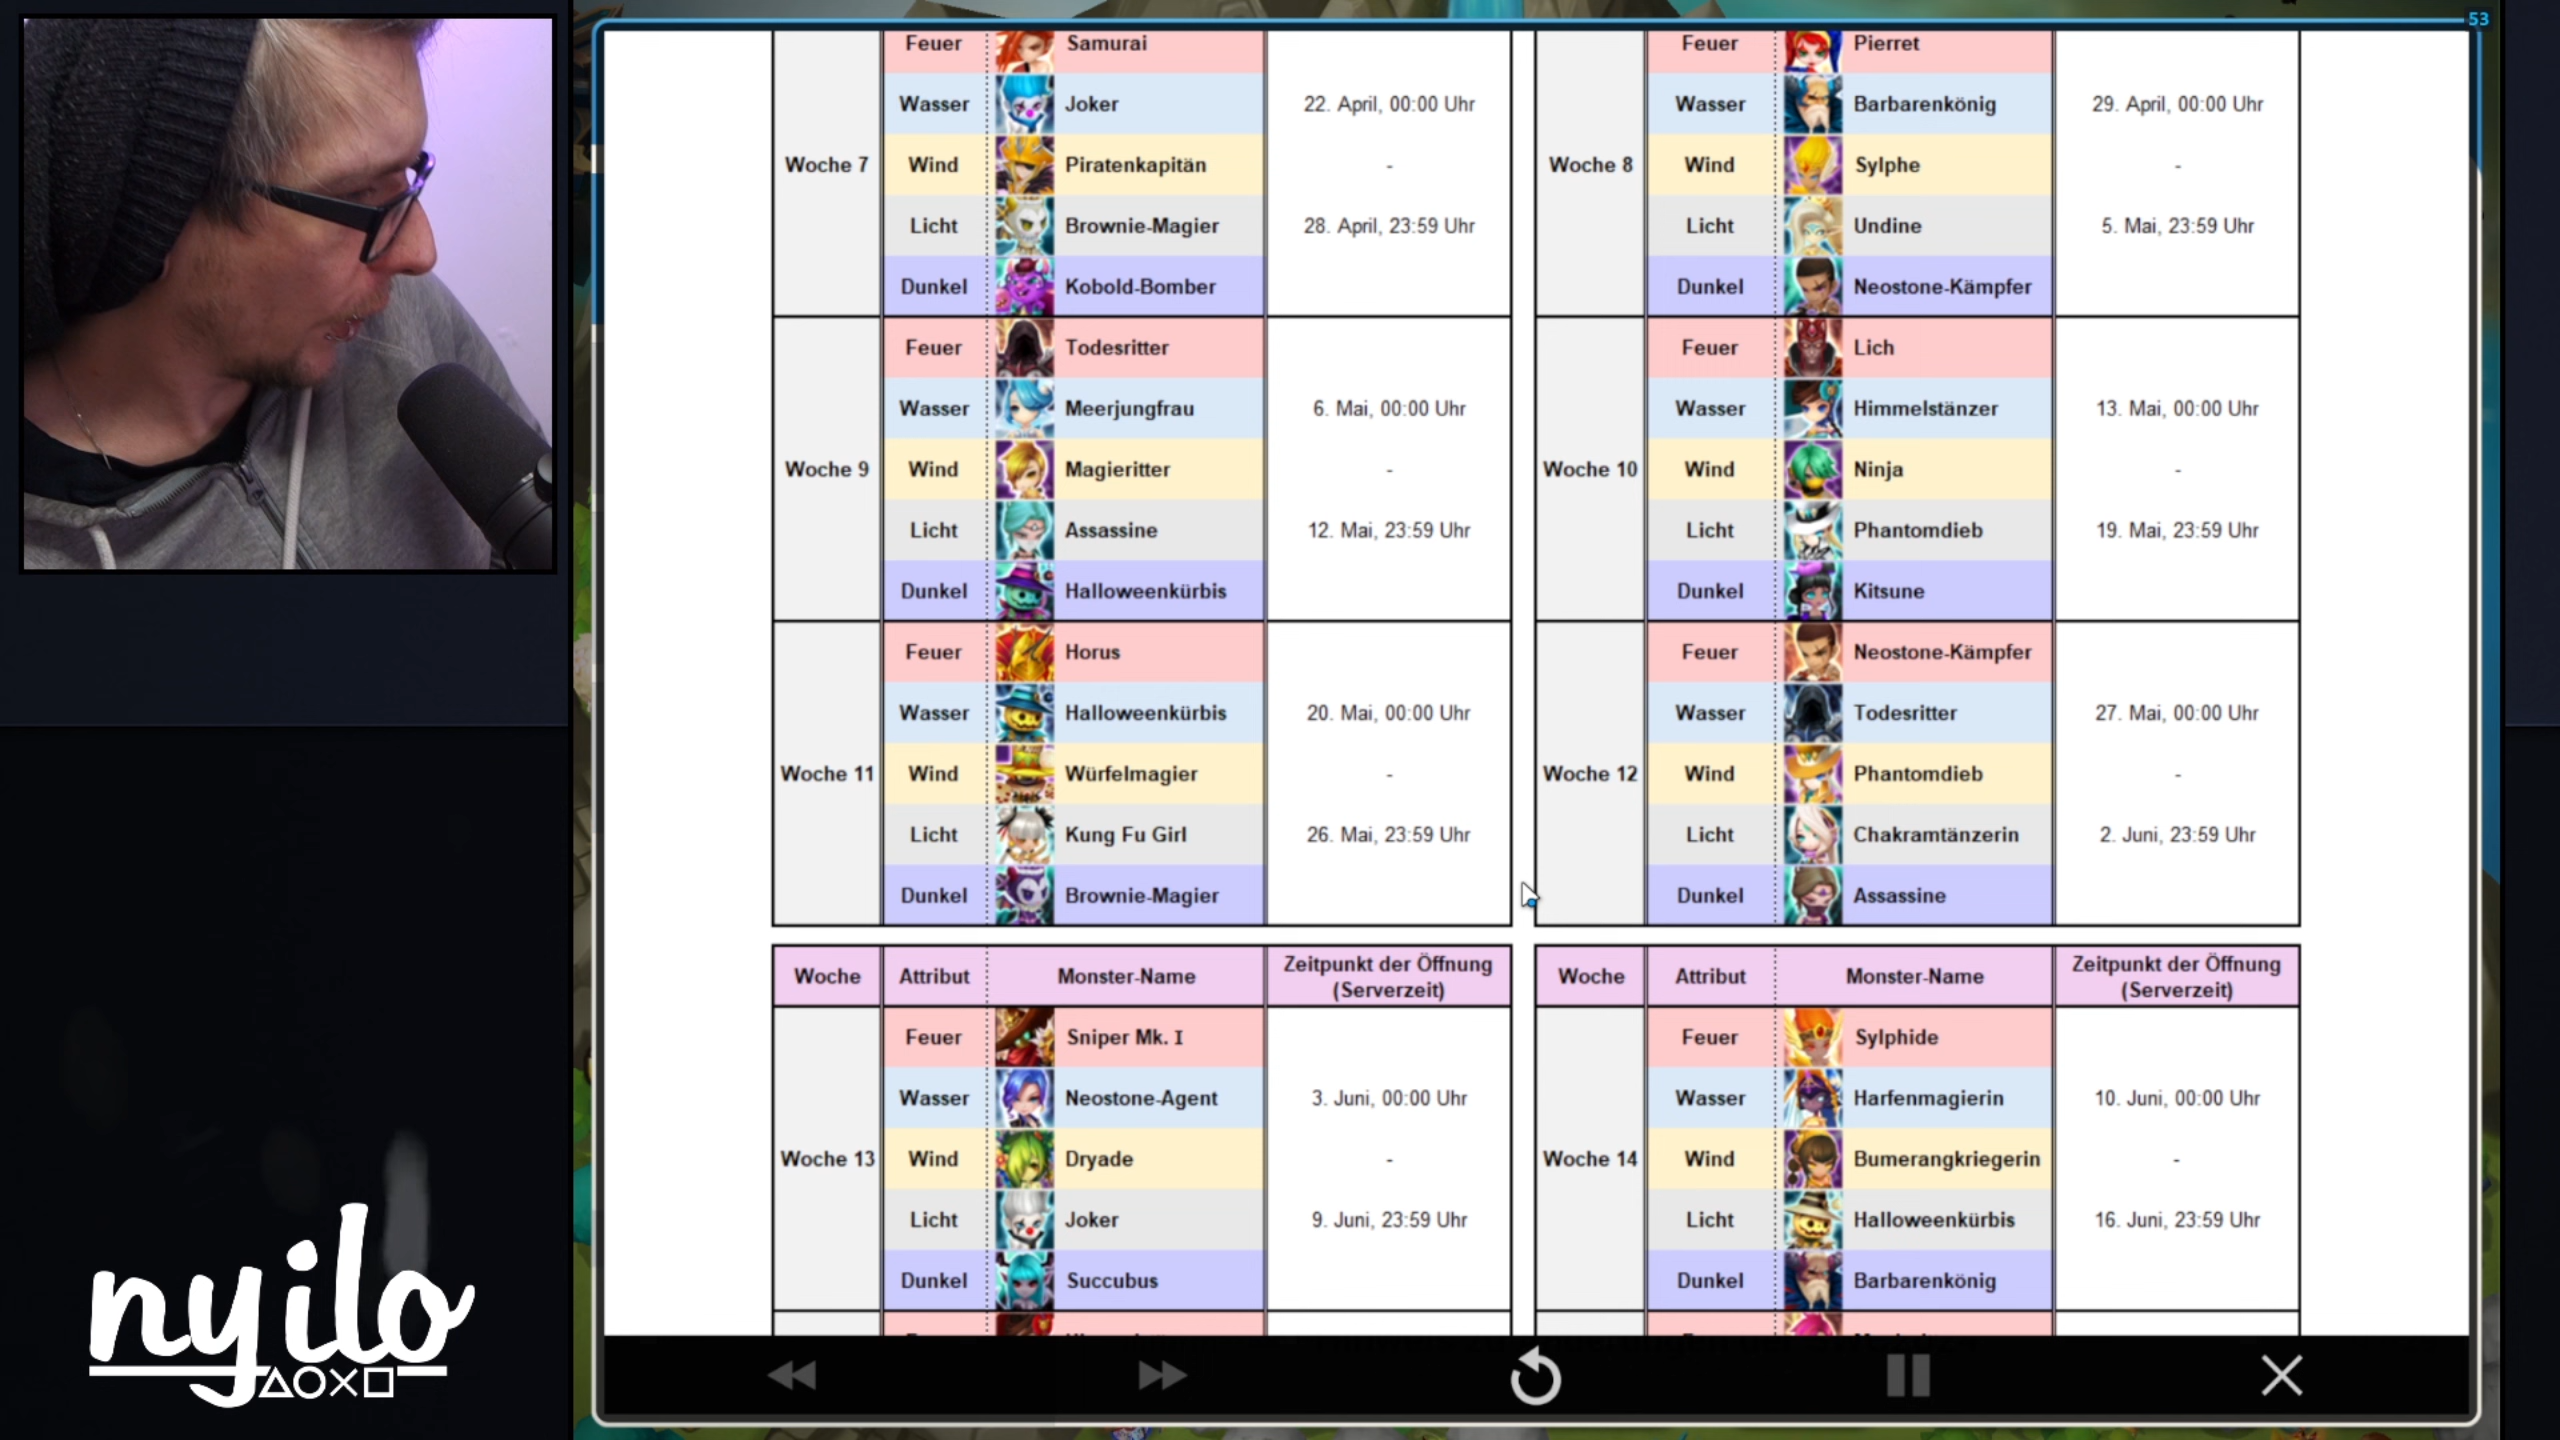 53
Feuer Samurai
Wasser Joker 22. April, 00:00 Uhr
Woche 7 Wind Piratenkapitän -
Licht Brownie-Magier 28. April, 23:59 Uhr
Dunkel Kobold-Bomber
Feuer Pierret
Wasser Barbarenkönig 29. April, 00:00 Uhr
Woche 8 Wind Sylphe -
Licht Undine 5. Mai, 23:59 Uhr
Dunkel Neostone-Kämpfer
Feuer Todesritter
Wasser Meerjungfrau 6. Mai, 00:00 Uhr
Woche 9 Wind Magieritter -
Licht Assassine 12. Mai, 23:59 Uhr
Dunkel Halloweenkürbis
Feuer Lich
Wasser Himmelstänzer 13. Mai, 00:00 Uhr
Woche 10 Wind Ninja -
Licht Phantomdieb 19. Mai, 23:59 Uhr
Dunkel Kitsune
Feuer Horus
Wasser Halloweenkürbis 20. Mai, 00:00 Uhr
Woche 11 Wind Würfelmagier -
Licht Kung Fu Girl 26. Mai, 23:59 Uhr
Dunkel Brownie-Magier
Feuer Neostone-Kämpfer
Wasser Todesritter 27. Mai, 00:00 Uhr
Woche 12 Wind Phantomdieb -
Licht Chakramtänzerin 2. Juni, 23:59 Uhr
Dunkel Assassine
Woche Attribut Monster-Name Zeitpunkt der Öffnung
(Serverzeit)
Feuer Sniper Mk. I
Wasser Neostone-Agent 3. Juni, 00:00 Uhr
Woche 13 Wind Dryade -
Licht Joker 9. Juni, 23:59 Uhr
Dunkel Succubus
Woche Attribut Monster-Name Zeitpunkt der Öffnung
(Serverzeit)
Feuer Sylphide
Wasser Harfenmagierin 10. Juni, 00:00 Uhr
Woche 14 Wind Bumerangkriegerin -
Licht Halloweenkürbis 16. Juni, 23:59 Uhr
Dunkel Barbarenkönig
nyilo